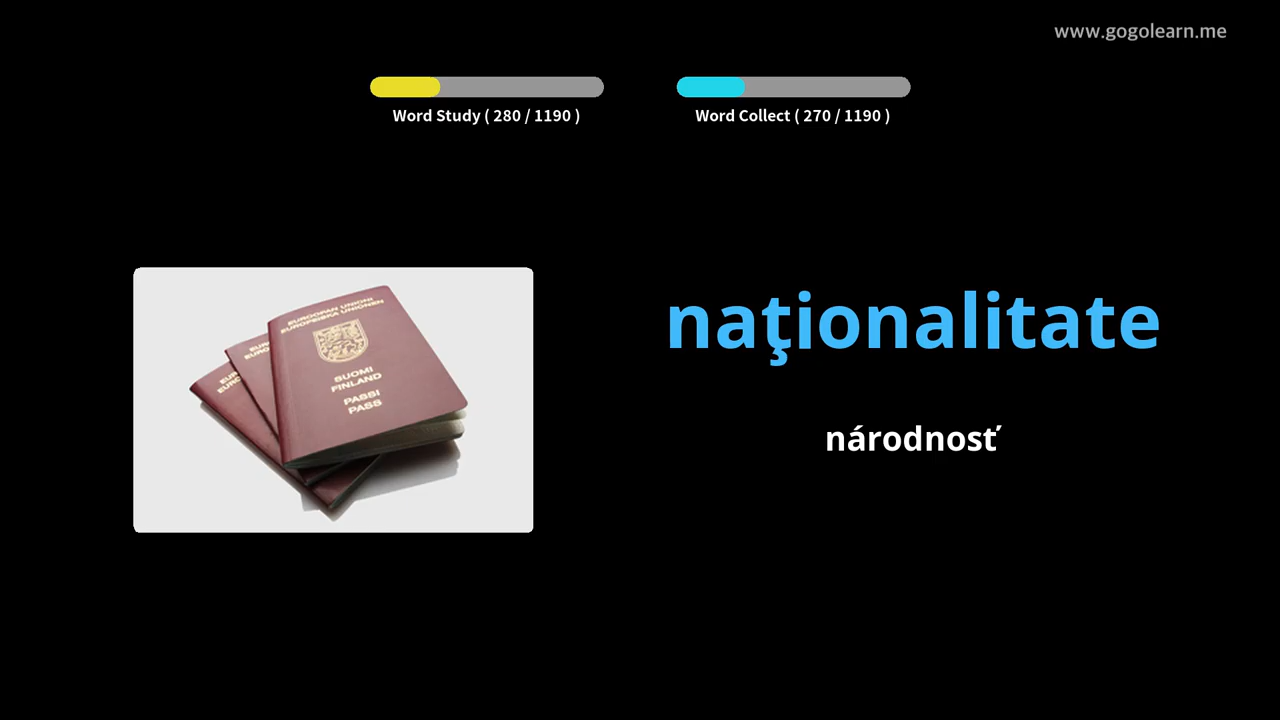 www.gogolearn.me
Word Study ( 280 / 1190 )
Word Collect ( 270 / 1190 )
naţionalitate
národnosť
EUROOPAN UNIONI
EUROPEISKA UNIONEN
SUOMI
FINLAND
PASSI
PASS